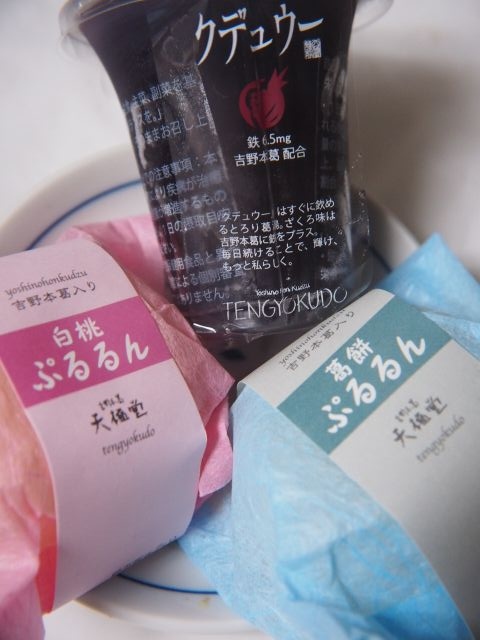 クデュウー
鉄 6.5mg
吉野本葛 配合
クデュウー はすぐに飲め
るとろり葛湯。ざくろ味は
吉野本葛に鉄をプラス。
毎日続けることで、輝け、
もっと私らしく。
Yoshino Hon Kuzu
TENGYOKUDO
yoshinohonkudzu
吉野本葛入り
白桃
ぷるるん
天極堂
tengyokudo
yoshinohonkudzu
吉野本葛入り
葛餅
ぷるるん
天極堂
tengyokudo